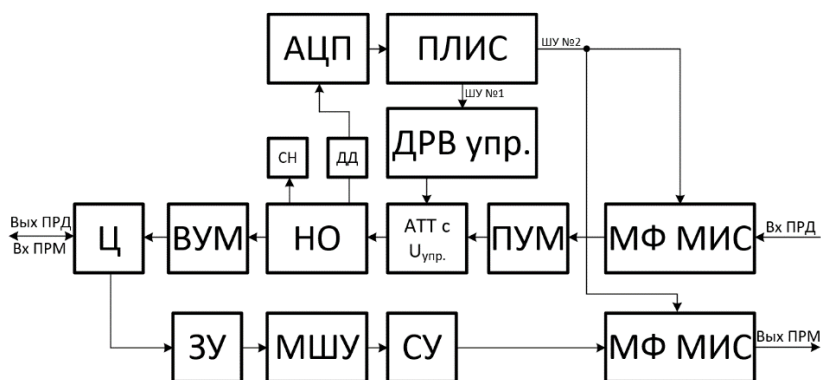 АЦП
ПЛИС
ШУ №2
ШУ №1
СН
ДД
ДРВ упр.
Вых ПРД
Вх ПРМ
Ц
ВУМ
НО
АТТ с
Uупр.
ПУМ
МФ МИС
Вх ПРД
ЗУ
МШУ
СУ
МФ МИС
Вых ПРМ